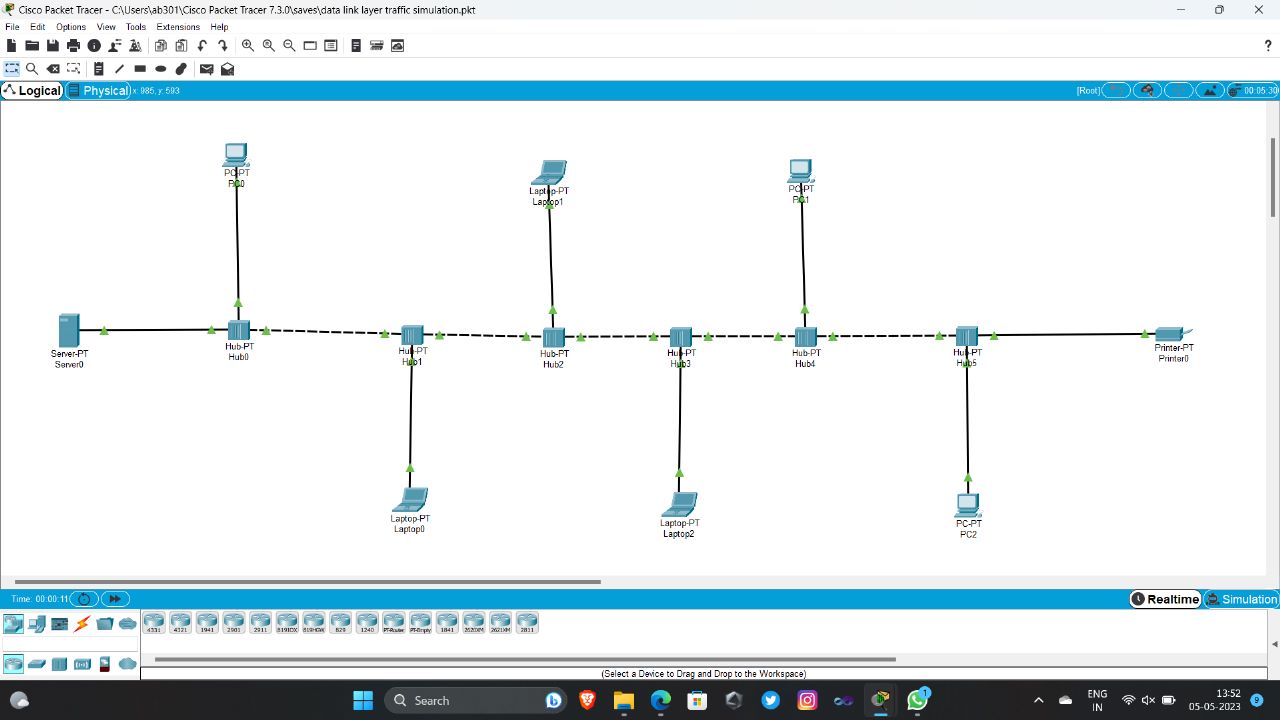 Cisco Packet Tracer - C:\Users\ab301\Cisco Packet Tracer 7.3.0\saves\data link layer traffic simulation.pkt
File Edit Options View Tools Extensions Help
?
Logical Physical x: 985, y: 593 [Root] 00:05:30
PC-PT
PC0
Laptop-PT
Laptop1
PC-PT
PC1
Server-PT
Server0
Hub-PT
Hub0
Hub-PT
Hub1
Hub-PT
Hub2
Hub-PT
Hub3
Hub-PT
Hub4
Hub-PT
Hub5
Printer-PT
Printer0
Laptop-PT
Laptop0
Laptop-PT
Laptop2
PC-PT
PC2
Time: 00:00:11 Realtime Simulation
4331 4321 1941 2901 2911 819IOX 819HGW 829 1240 PT-Router PT-Empty 1841 2620XM 2621XM 2811
(Select a Device to Drag and Drop to the Workspace)
Search ENG 13:52
IN 05-05-2023 9
1